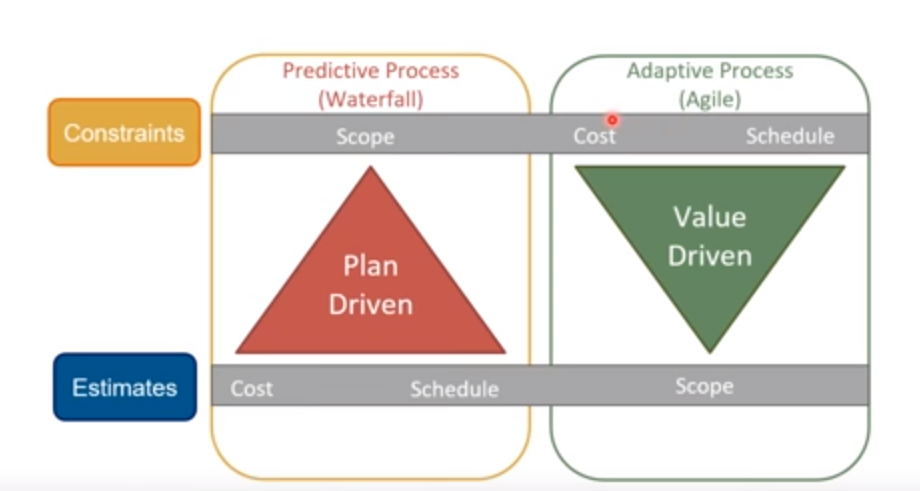 Predictive Process
(Waterfall)
Adaptive Process
(Agile)
Constraints
Scope
Cost
Schedule
Plan
Driven
Value
Driven
Estimates
Cost
Schedule
Scope